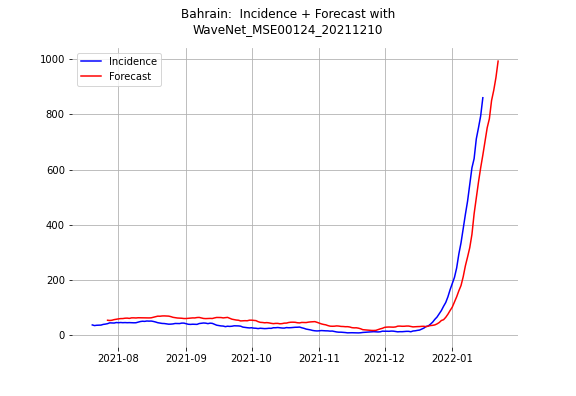 Bahrain:  Incidence + Forecast with
WaveNet_MSE00124_20211210
Incidence
Forecast
1000
800
600
400
200
0
2021-08 2021-09 2021-10 2021-11 2021-12 2022-01